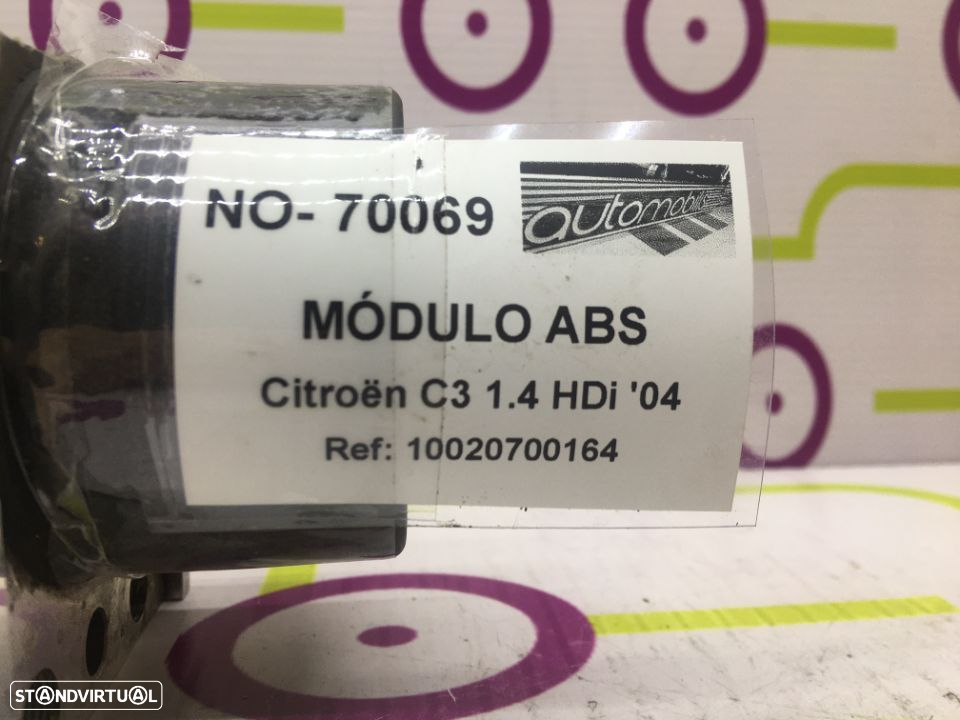 NO- 70069
automobilis
MÓDULO ABS
Citroën C3 1.4 HDi '04
Ref: 10020700164
STANDVIRTUAL